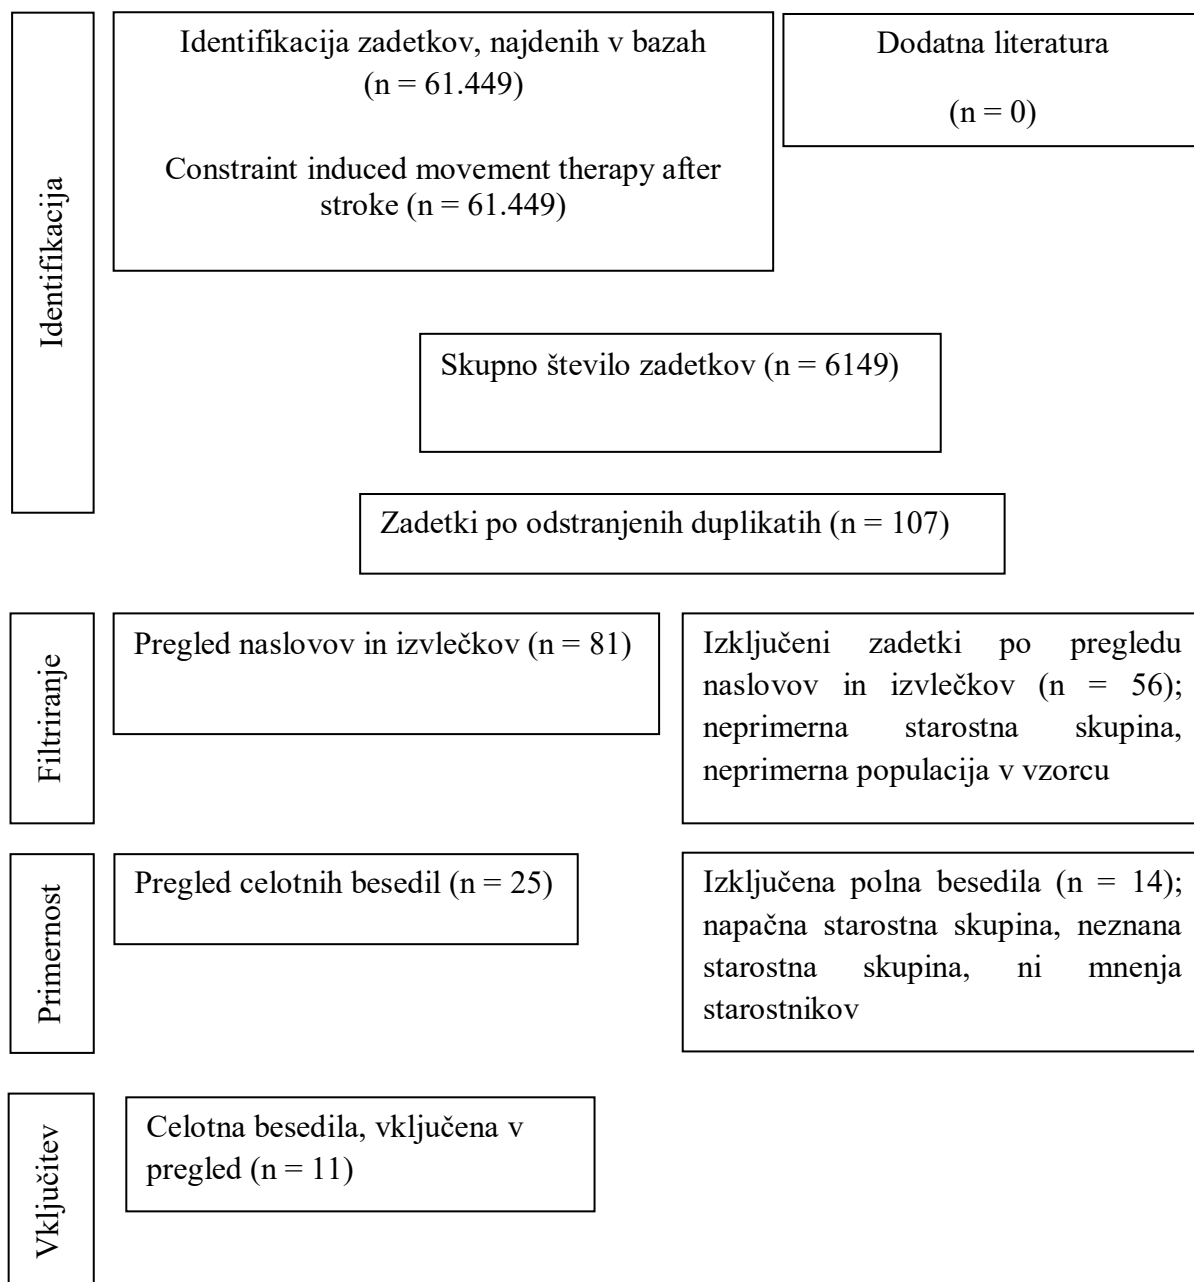 Identifikacija
Identifikacija zadetkov, najdenih v bazah
(n = 61.449)
Constraint induced movement therapy after
stroke (n = 61.449)
Dodatna literatura
(n = 0)
Skupno število zadetkov (n = 6149)
Zadetki po odstranjenih duplikatih (n = 107)
Filtriranje
Pregled naslovov in izvlečkov (n = 81)
Izključeni zadetki po pregledu
naslovov in izvlečkov (n = 56);
neprimerna starostna skupina,
neprimerna populacija v vzorcu
Primernost
Pregled celotnih besedil (n = 25)
Izključena polna besedila (n = 14);
napačna starostna skupina, neznana
starostna skupina, ni mnenja
starostnikov
Vključitev
Celotna besedila, vključena v
pregled (n = 11)